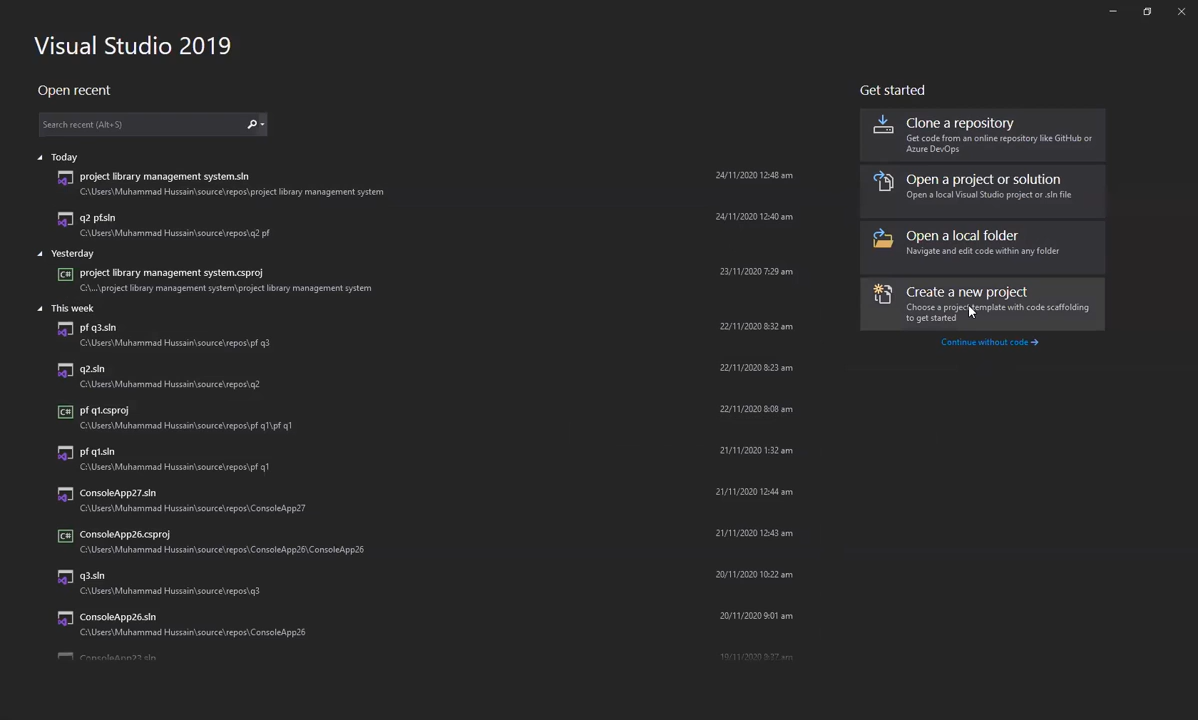 Visual Studio 2019
Open recent
Search recent (Alt+S)
Today
project library management system.sln
24/11/2020 12:48 am
C:\Users\Muhammad Hussain\source\repos\project library management system
q2 pf.sln
24/11/2020 12:40 am
C:\Users\Muhammad Hussain\source\repos\q2 pf
Yesterday
C# project library management system.csproj
23/11/2020 7:29 am
C:\...\project library management system\project library management system
This week
pf q3.sln
22/11/2020 8:32 am
C:\Users\Muhammad Hussain\source\repos\pf q3
q2.sln
22/11/2020 8:23 am
C:\Users\Muhammad Hussain\source\repos\q2
C# pf q1.csproj
22/11/2020 8:08 am
C:\Users\Muhammad Hussain\source\repos\pf q1\pf q1
pf q1.sln
21/11/2020 1:32 am
C:\Users\Muhammad Hussain\source\repos\pf q1
ConsoleApp27.sln
21/11/2020 12:44 am
C:\Users\Muhammad Hussain\source\repos\ConsoleApp27
C# ConsoleApp26.csproj
21/11/2020 12:43 am
C:\Users\Muhammad Hussain\source\repos\ConsoleApp26\ConsoleApp26
q3.sln
20/11/2020 10:22 am
C:\Users\Muhammad Hussain\source\repos\q3
ConsoleApp26.sln
20/11/2020 9:01 am
C:\Users\Muhammad Hussain\source\repos\ConsoleApp26
Get started
Clone a repository
Get code from an online repository like GitHub or
Azure DevOps
Open a project or solution
Open a local Visual Studio project or .sln file
Open a local folder
Navigate and edit code within any folder
Create a new project
Choose a project template with code scaffolding
to get started
Continue without code →